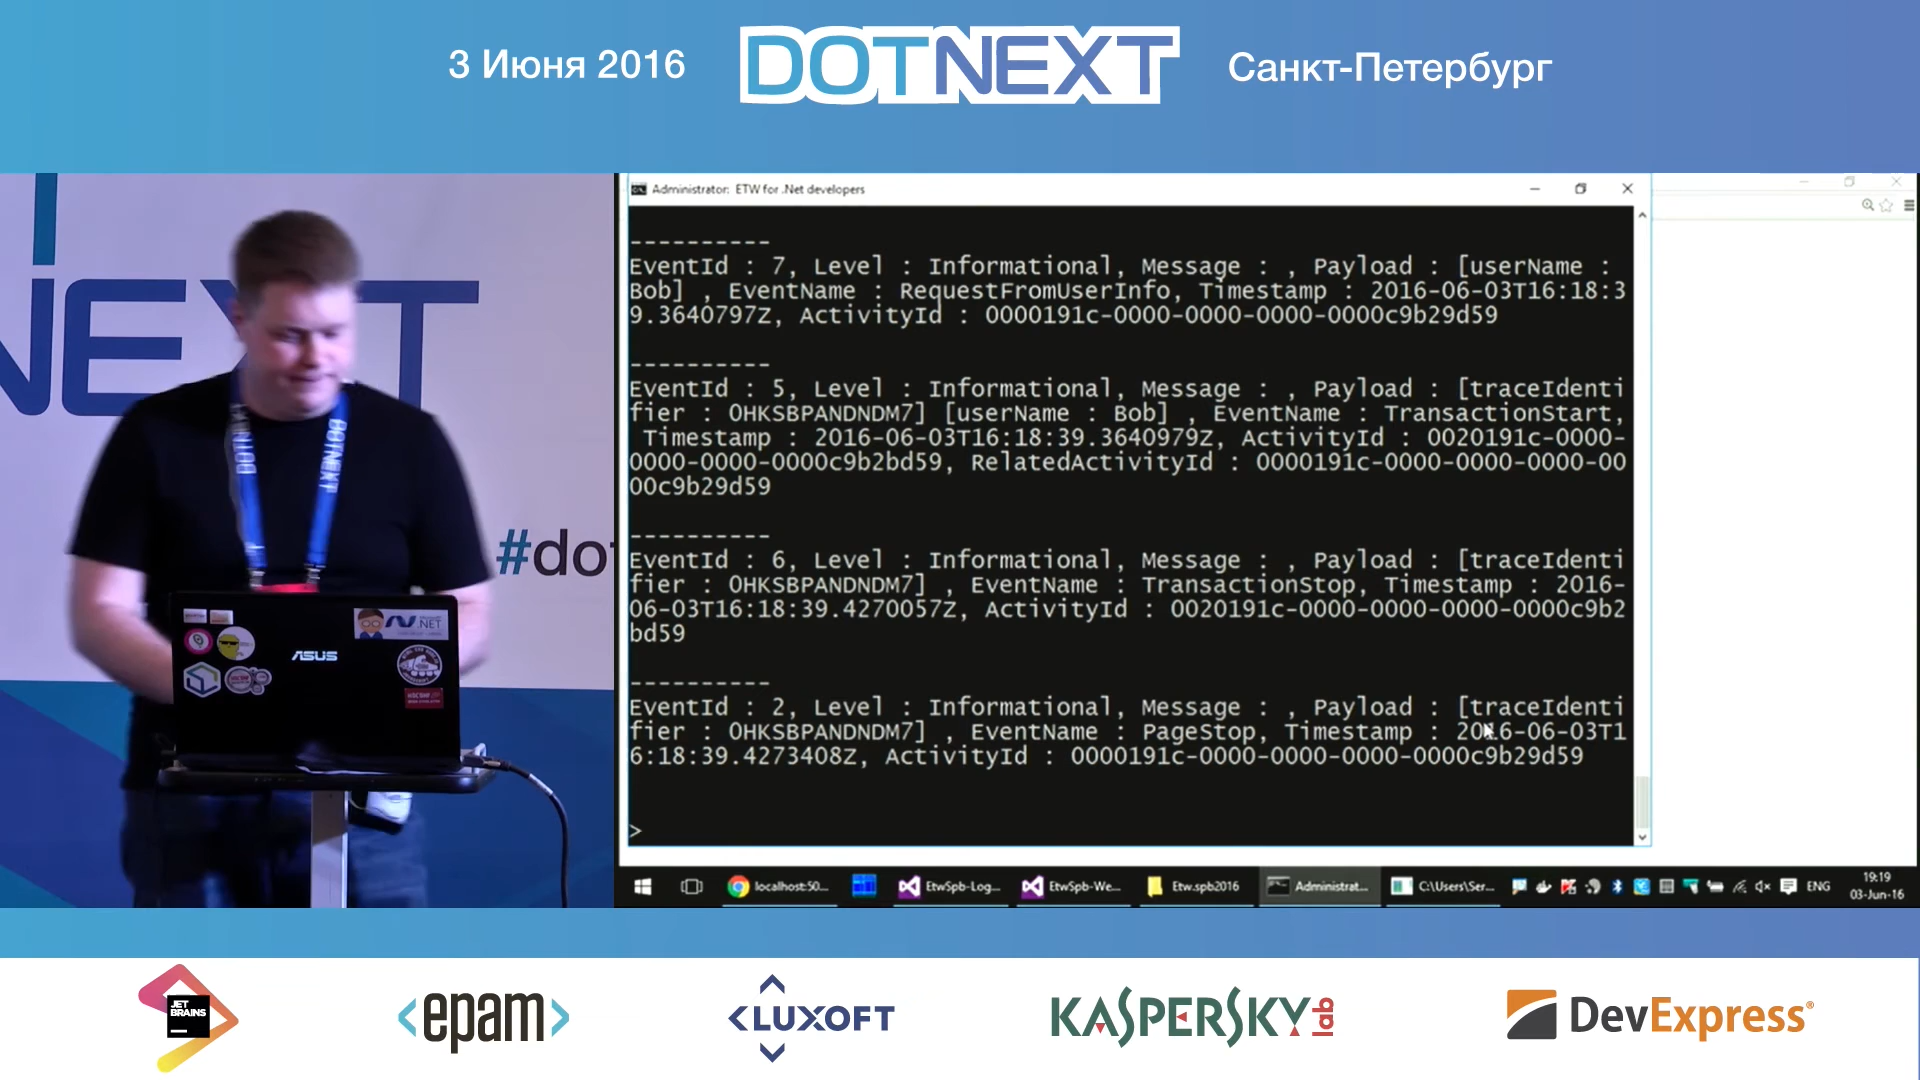 3 Июня 2016
DOTNEXT
Санкт-Петербург
NEXT
#do
DOTNEXT
DOTNEXT
.NET
ASUS
Administrator: ETW for .Net developers
----------
EventId : 7, Level : Informational, Message : , Payload : [userName :
Bob] , EventName : RequestFromUserInfo, Timestamp : 2016-06-03T16:18:3
9.3640797Z, ActivityId : 0000191c-0000-0000-0000-0000c9b29d59
----------
EventId : 5, Level : Informational, Message : , Payload : [traceIdenti
fier : 0HKSBPANDNDM7] [userName : Bob] , EventName : TransactionStart,
Timestamp : 2016-06-03T16:18:39.3640979Z, ActivityId : 0020191c-0000-
0000-0000-0000c9b2bd59, RelatedActivityId : 0000191c-0000-0000-0000-00
00c9b29d59
----------
EventId : 6, Level : Informational, Message : , Payload : [traceIdenti
fier : 0HKSBPANDNDM7] , EventName : TransactionStop, Timestamp : 2016-
06-03T16:18:39.4270057Z, ActivityId : 0020191c-0000-0000-0000-0000c9b2
bd59
----------
EventId : 2, Level : Informational, Message : , Payload : [traceIdenti
fier : 0HKSBPANDNDM7] , EventName : PageStop, Timestamp : 2016-06-03T1
6:18:39.4273408Z, ActivityId : 0000191c-0000-0000-0000-0000c9b29d59
>
localhost:50... EtwSpb-Log... EtwSpb-We... Etw.spb2016 Administrat... C:\Users\Ser... ENG 19:19
03-Jun-16
JET
BRAINS
<epam>
LUXOFT
KASPERSKY lab
DevExpress®